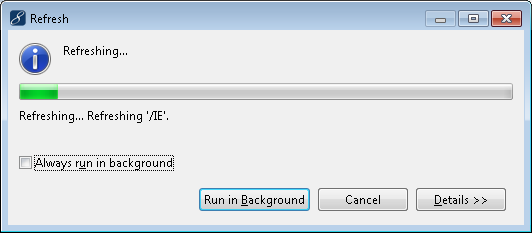 Refresh
Refreshing...
Refreshing... Refreshing '/IE'.
Always run in background
Run in Background
Cancel
Details >>